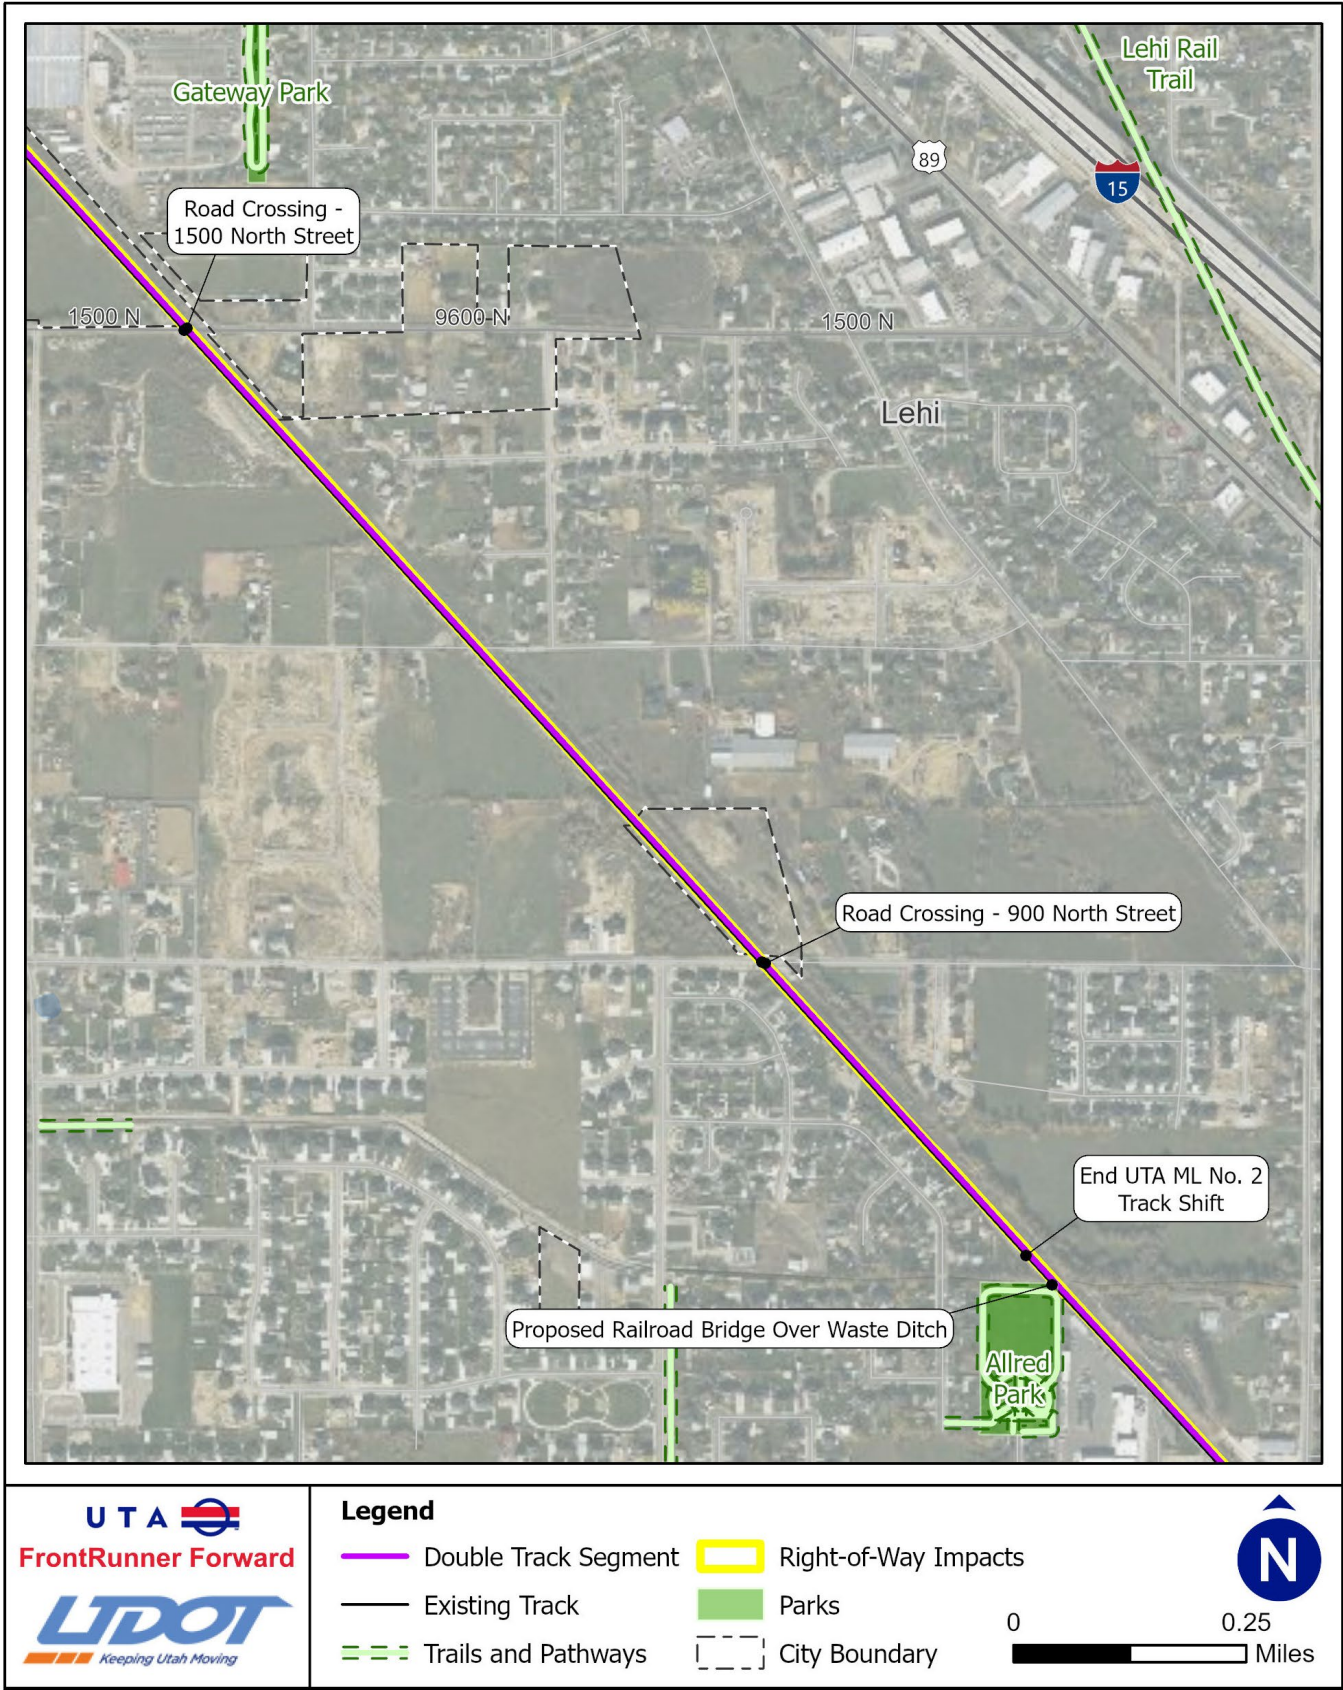 Gateway Park
Lehi Rail
Trail
89
15
Road Crossing -
1500 North Street
1500 N
9600 N
1500 N
Lehi
Road Crossing - 900 North Street
End UTA ML No. 2
Track Shift
Proposed Railroad Bridge Over Waste Ditch
Allred
Park
UTA
FrontRunner Forward
UDOT
Keeping Utah Moving
Legend
Double Track Segment
Right-of-Way Impacts
Existing Track
Parks
Trails and Pathways
City Boundary
N
0 0.25
Miles